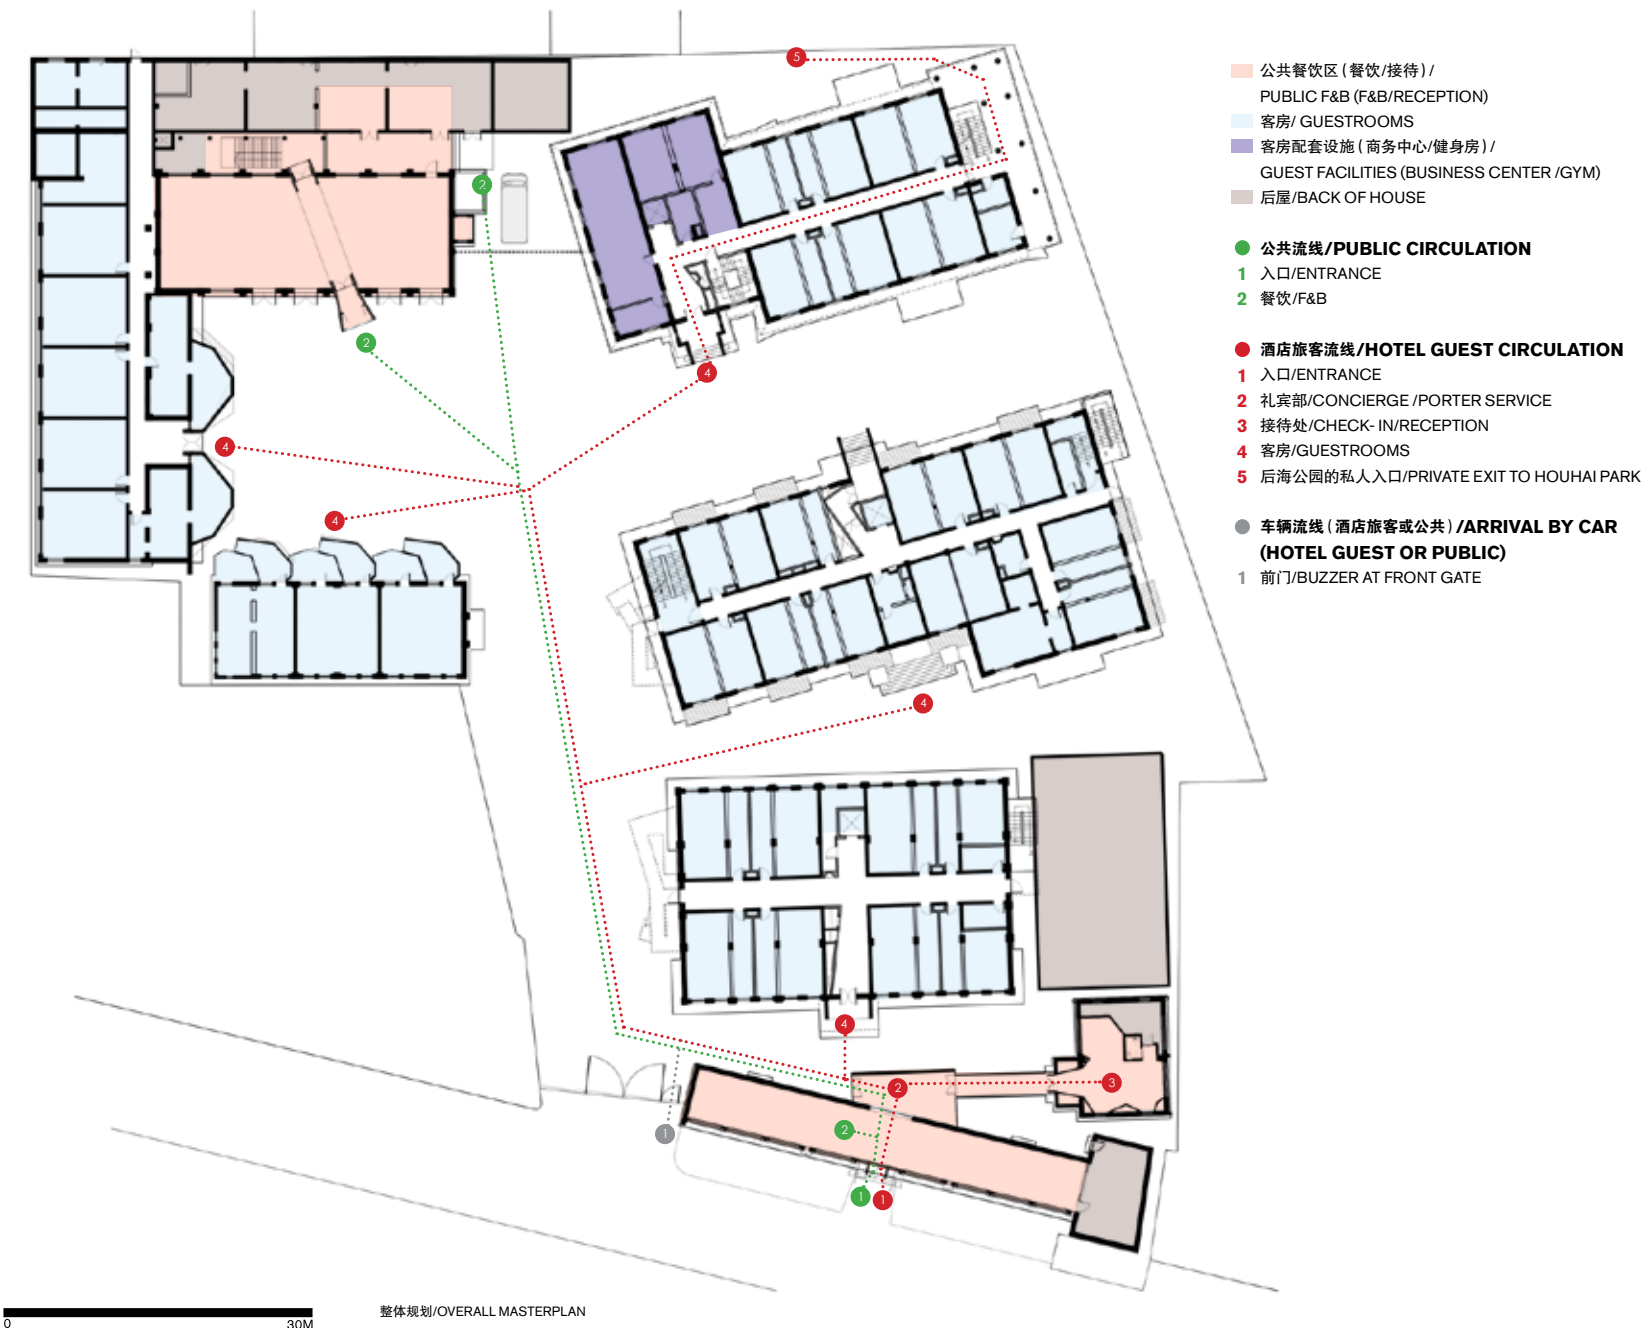 公共餐饮区 ( 餐饮/接待) /
PUBLIC F&B (F&B/RECEPTION)
客房/ GUESTROOMS
客房配套设施 ( 商务中心/健身房) /
GUEST FACILITIES (BUSINESS CENTER /GYM)
后屋/BACK OF HOUSE
公共流线/PUBLIC CIRCULATION
1 入口/ENTRANCE
2 餐饮/F&B
酒店旅客流线/HOTEL GUEST CIRCULATION
1 入口/ENTRANCE
2 礼宾部/CONCIERGE /PORTER SERVICE
3 接待处/CHECK- IN/RECEPTION
4 客房/GUESTROOMS
5 后海公园的私人入口/PRIVATE EXIT TO HOUHAI PARK
车辆流线 ( 酒店旅客或公共) /ARRIVAL BY CAR
(HOTEL GUEST OR PUBLIC)
1 前门/BUZZER AT FRONT GATE
5
2
2
4
4
4
4
4
2
3
1
2
1
1
0 30M
整体规划/OVERALL MASTERPLAN